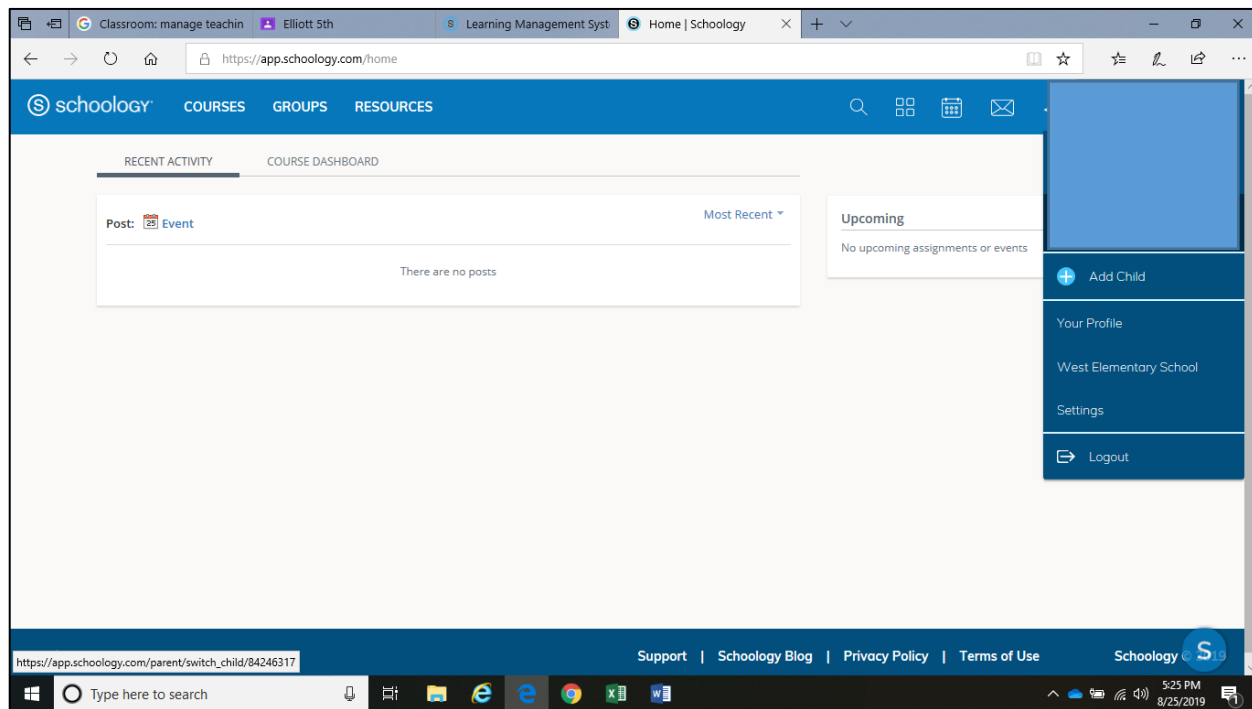 Classroom: manage teachin
Elliott 5th
Learning Management Syst
Home | Schoology
https://app.schoology.com/home
schoology
COURSES
GROUPS
RESOURCES
RECENT ACTIVITY
COURSE DASHBOARD
Post: 25 Event
Most Recent
There are no posts
Upcoming
No upcoming assignments or events
Add Child
Your Profile
West Elementary School
Settings
Logout
https://app.schoology.com/parent/switch_child/84246317
Support | Schoology Blog | Privacy Policy | Terms of Use
Schoology © 19
S
Type here to search
5:25 PM
8/25/2019
1